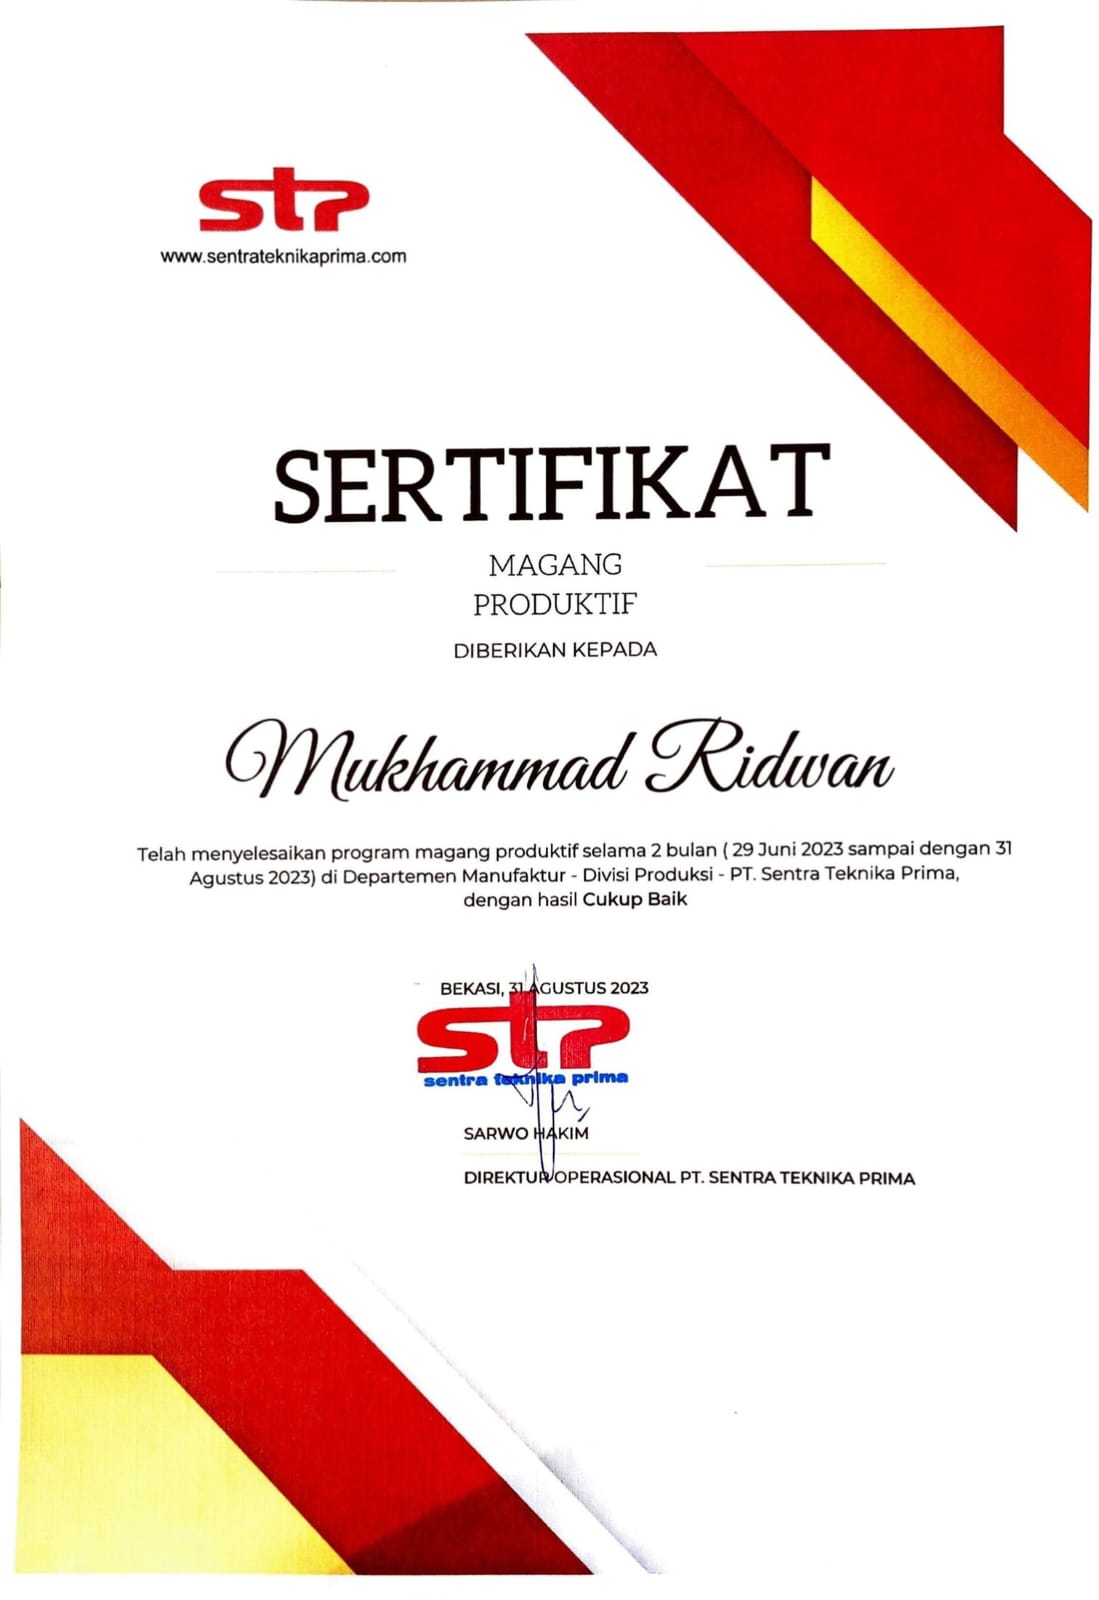 stp
www.sentrateknikaprima.com
SERTIFIKAT
MAGANG
PRODUKTIF
DIBERIKAN KEPADA
Mukhammad Ridwan
Telah menyelesaikan program magang produktif selama 2 bulan ( 29 Juni 2023 sampai dengan 31
Agustus 2023) di Departemen Manufaktur - Divisi Produksi - PT. Sentra Teknika Prima,
dengan hasil Cukup Baik
BEKASI, 31 AGUSTUS 2023
stp
sentra teknika prima
SARWO HAKIM
DIREKTUR OPERASIONAL PT. SENTRA TEKNIKA PRIMA